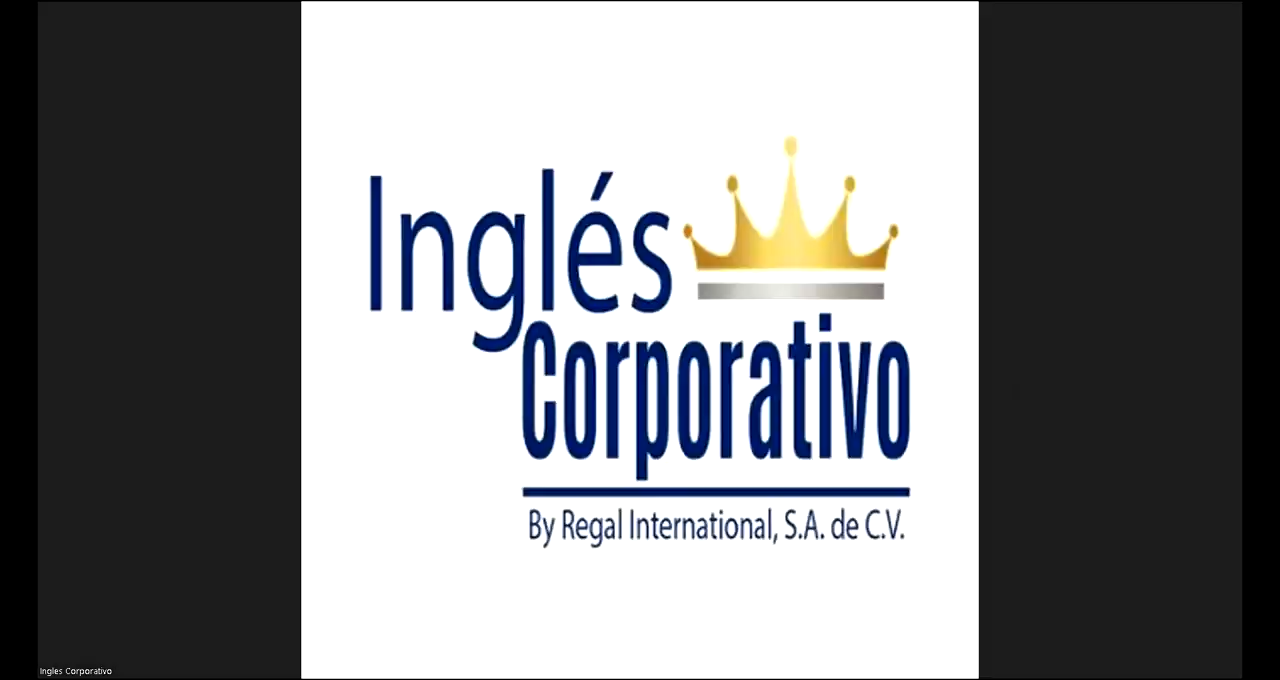 Inglés
Corporativo
By Regal International, S.A. de C.V.
Ingles Corporativo